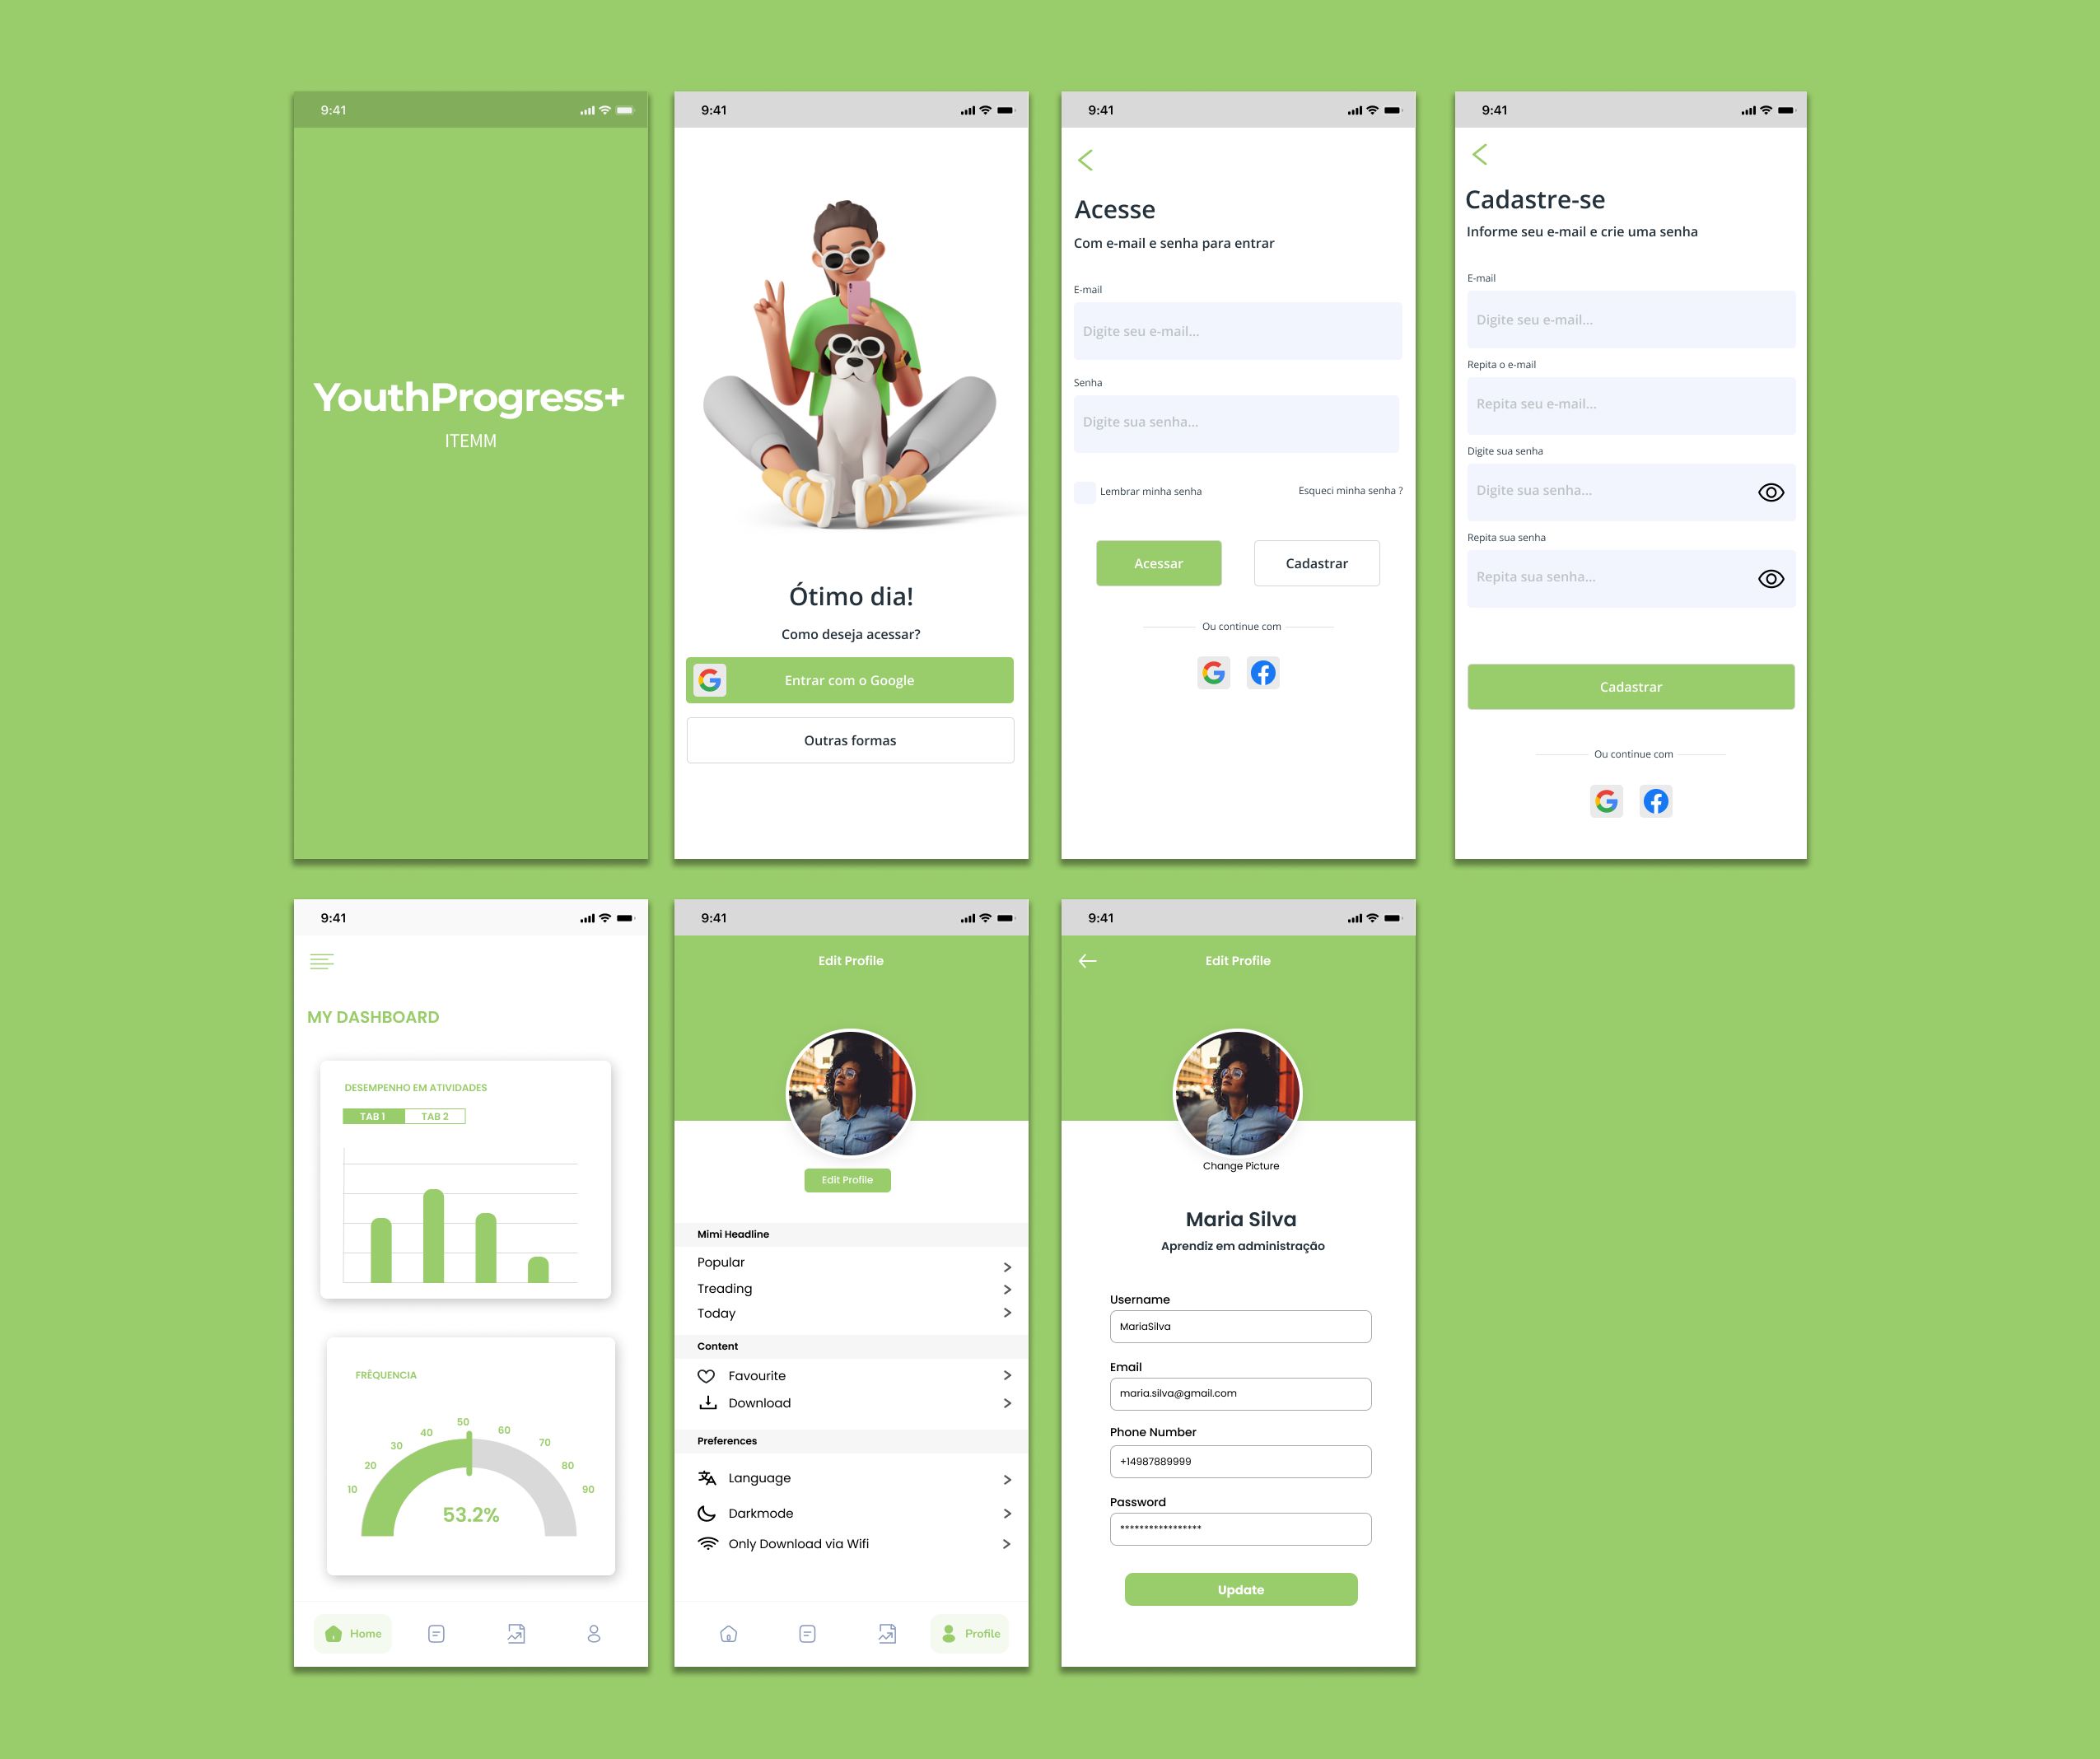 9:41
YouthProgress+
ITEMM
9:41
Ótimo dia!
Como deseja acessar?
Entrar com o Google
Outras formas
9:41
Acesse
Com e-mail e senha para entrar
E-mail
Digite seu e-mail...
Senha
Digite sua senha...
Lembrar minha senha
Esqueci minha senha ?
Acessar
Cadastrar
Ou continue com
9:41
Cadastre-se
Informe seu e-mail e crie uma senha
E-mail
Digite seu e-mail...
Repita o e-mail
Repita seu e-mail...
Digite sua senha
Digite sua senha...
Repita sua senha
Repita sua senha...
Cadastrar
Ou continue com
9:41
MY DASHBOARD
DESEMPENHO EM ATIVIDADES
TAB 1
TAB 2
FRÊQUENCIA
10
20
30
40
50
60
70
80
90
53.2%
Home
9:41
Edit Profile
Edit Profile
Mimi Headline
Popular
Treading
Today
Content
Favourite
Download
Preferences
Language
Darkmode
Only Download via Wifi
Profile
9:41
Edit Profile
Change Picture
Maria Silva
Aprendiz em administração
Username
MariaSilva
Email
maria.silva@gmail.com
Phone Number
+14987889999
Password
*****************
Update